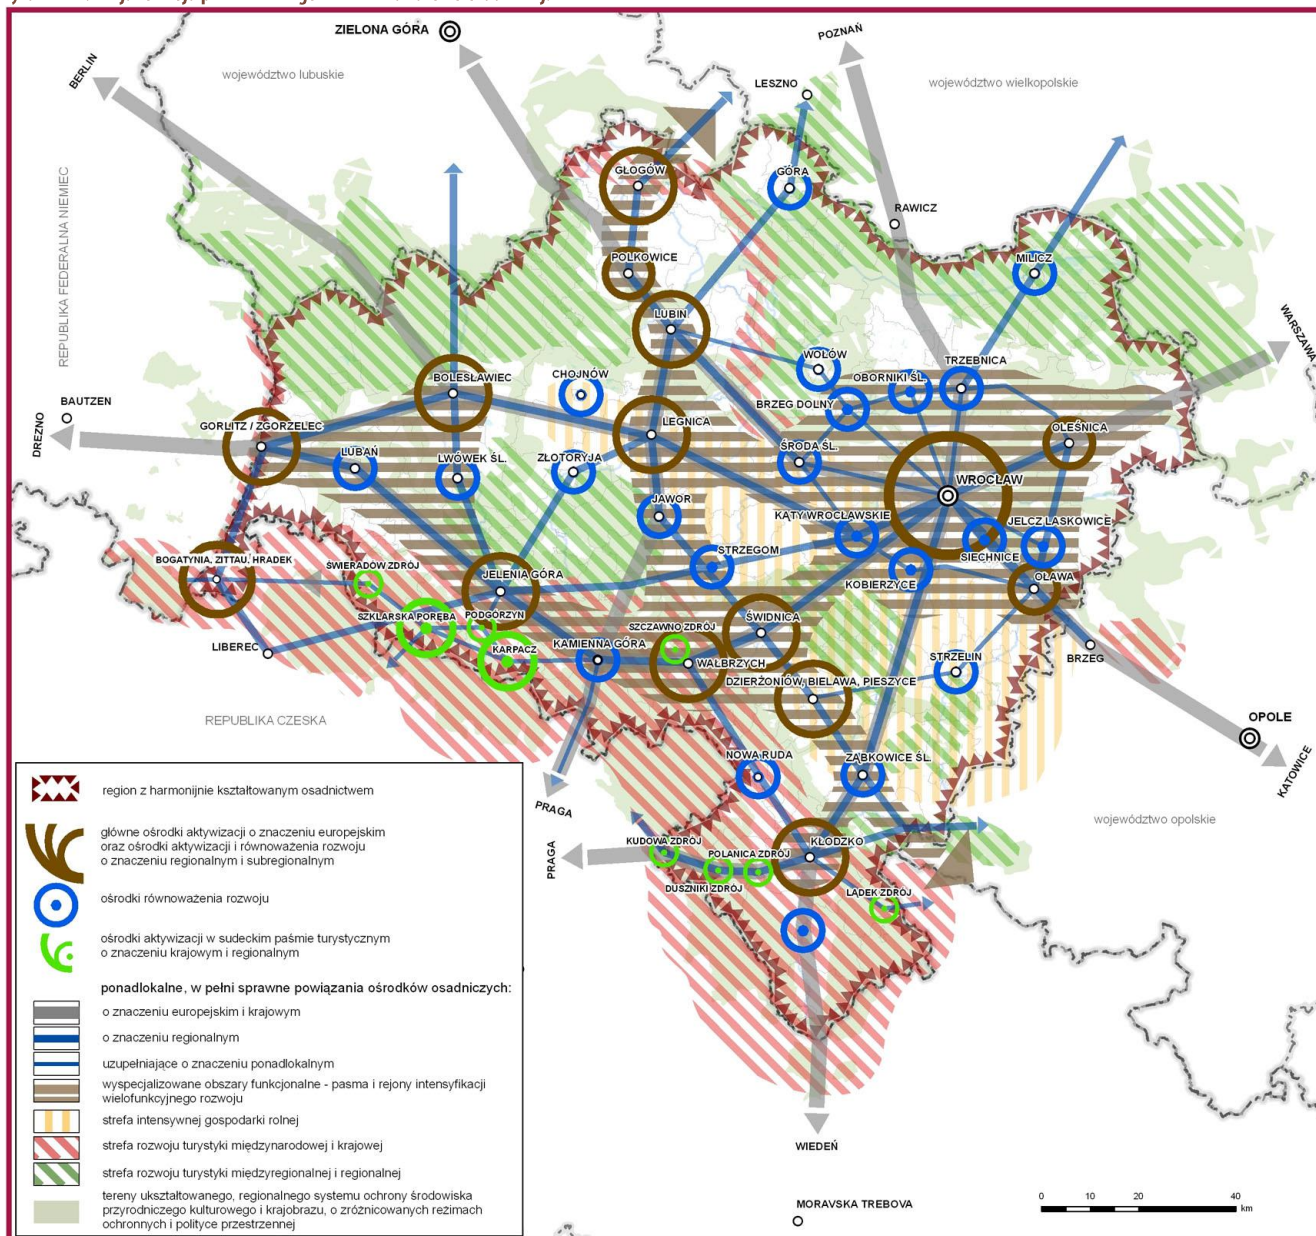 ZIELONA GÓRA
POZNAŃ
BERLIN
województwo lubuskie
LESZNO
województwo wielkopolskie
GŁOGÓW
GÓRA
REPUBLIKA FEDERALNA NIEMIEC
RAWICZ
POLKOWICE
MILICZ
LUBIN
WARSZAWA
WOŁÓW
TRZEBNICA
BOLESŁAWIEC
CHOJNÓW
OBORNIKI ŚL.
BAUTZEN
BRZEG DOLNY
DREZNO
GORLITZ / ZGORZELEC
LEGNICA
OLEŚNICA
LUBAŃ
LWÓWEK ŚL.
ZŁOTORYJA
ŚRODA ŚL.
WROCŁAW
JAWOR
KĄTY WROCŁAWSKIE
JELCZ LASKOWICE
STRZEGOM
SIECHNICE
BOGATYNIA, ZITTAU, HRADEK
ŚWIERADÓW ZDRÓJ
JELENIA GÓRA
KOBIERZYCE
OŁAWA
SZKLARSKA PORĘBA
PODGÓRZYN
ŚWIDNICA
SZCZAWNO ZDRÓJ
LIBEREC
KARPACZ
KAMIENNA GÓRA
WAŁBRZYCH
STRZELIN
BRZEG
DZIERŻONIÓW, BIELAWA, PIESZYCE
REPUBLIKA CZESKA
OPOLE
NOWA RUDA
ZĄBKOWICE ŚL.
KATOWICE
PRAGA
województwo opolskie
KUDOWA ZDRÓJ
KŁODZKO
PRAGA
POLANICA ZDRÓJ
DUSZNIKI ZDRÓJ
LĄDEK ZDRÓJ
WIEDEŃ
MORAVSKA TREBOVA
0 10 20 40
km
region z harmonijnie kształtowanym osadnictwem
główne ośrodki aktywizacji o znaczeniu europejskim
oraz ośrodki aktywizacji i równoważenia rozwoju
o znaczeniu regionalnym i subregionalnym
ośrodki równoważenia rozwoju
ośrodki aktywizacji w sudeckim paśmie turystycznym
o znaczeniu krajowym i regionalnym
ponadlokalne, w pełni sprawne powiązania ośrodków osadniczych:
o znaczeniu europejskim i krajowym
o znaczeniu regionalnym
uzupełniające o znaczeniu ponadlokalnym
wyspecjalizowane obszary funkcjonalne - pasma i rejony intensyfikacji
wielofunkcyjnego rozwoju
strefa intensywnej gospodarki rolnej
strefa rozwoju turystyki międzynarodowej i krajowej
strefa rozwoju turystyki międzyregionalnej i regionalnej
tereny ukształtowanego, regionalnego systemu ochrony środowiska
przyrodniczego kulturowego i krajobrazu, o zróżnicowanych reżimach
ochronnych i polityce przestrzennej